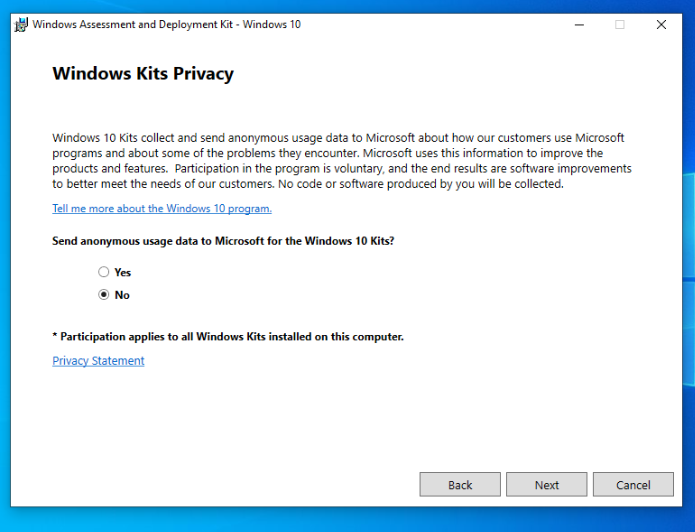 Windows Assessment and Deployment Kit - Windows 10
Windows Kits Privacy
Windows 10 Kits collect and send anonymous usage data to Microsoft about how our customers use Microsoft
programs and about some of the problems they encounter. Microsoft uses this information to improve the
products and features.  Participation in the program is voluntary, and the end results are software improvements
to better meet the needs of our customers. No code or software produced by you will be collected.
Tell me more about the Windows 10 program.
Send anonymous usage data to Microsoft for the Windows 10 Kits?
Yes
No
* Participation applies to all Windows Kits installed on this computer.
Privacy Statement
Back Next Cancel